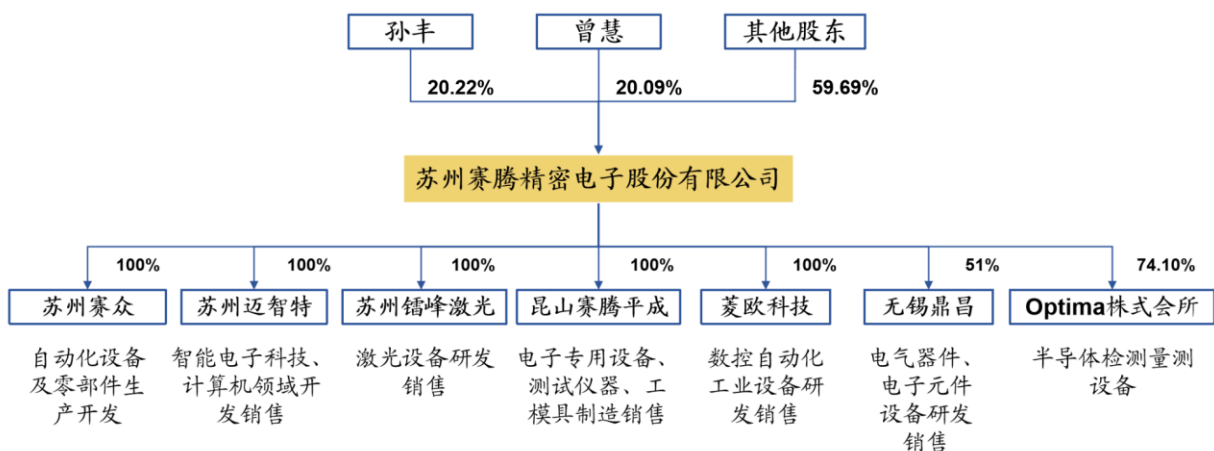 孙丰
曾慧
其他股东
20.22%
20.09%
59.69%
苏州赛腾精密电子股份有限公司
100%
100%
100%
100%
100%
51%
74.10%
苏州赛众
苏州迈智特
苏州镭峰激光
昆山赛腾平成
菱欧科技
无锡鼎昌
Optima株式会所
自动化设备
及零部件生
产开发
智能电子科技、
计算机领域开
发销售
激光设备研发
销售
电子专用设备、
测试仪器、工
模具制造销售
数控自动化
工业设备研
发销售
电气器件、
电子元件
设备研发
销售
半导体检测量测
设备